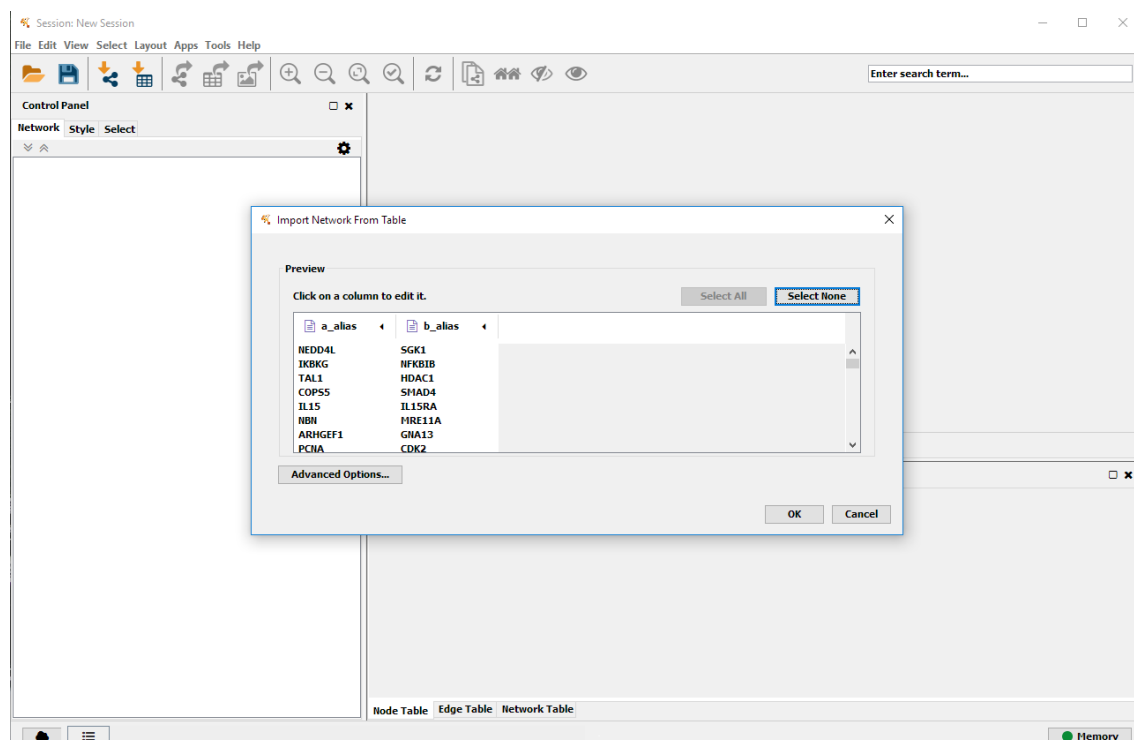 Session: New Session
File Edit View Select Layout Apps Tools Help
Enter search term...
Control Panel
Network Style Select
Import Network From Table
Preview
Click on a column to edit it.
Select All Select None
a_alias b_alias
NEDD4L SGK1
IKBKG NFKBIB
TAL1 HDAC1
COPS5 SMAD4
IL15 IL15RA
NBN MRE11A
ARHGEF1 GNA13
PCNA CDK2
Advanced Options...
OK Cancel
Node Table Edge Table Network Table
Memory